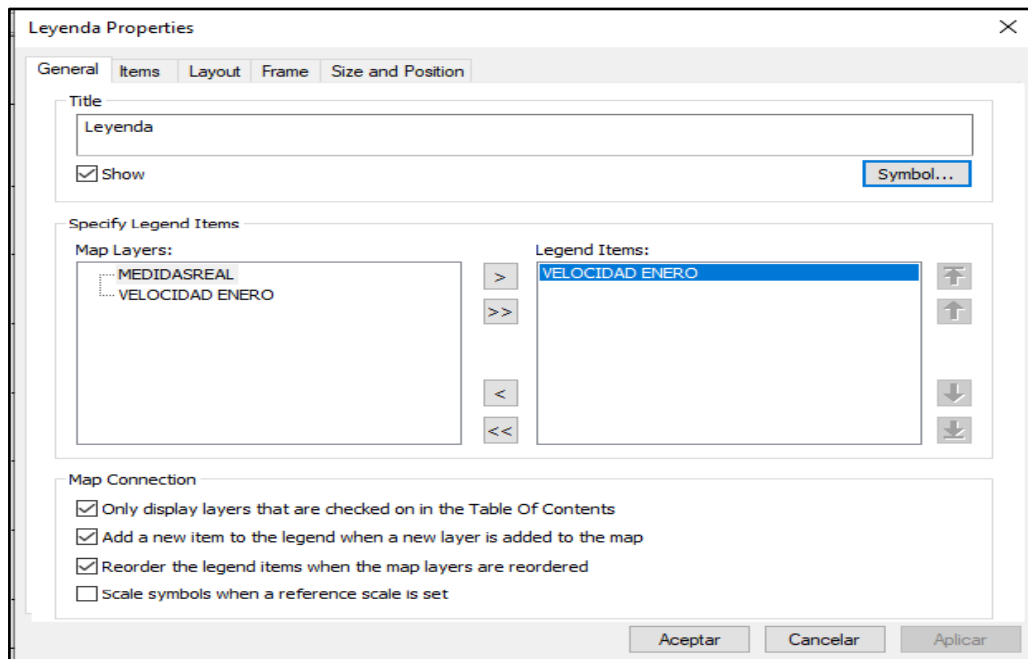 Leyenda Properties
General Items Layout Frame Size and Position
Title
Leyenda
Show
Symbol...
Specify Legend Items
Map Layers:
Legend Items:
MEDIDASREAL
VELOCIDAD ENERO
>
>>
<
<<
VELOCIDAD ENERO
Map Connection
Only display layers that are checked on in the Table Of Contents
Add a new item to the legend when a new layer is added to the map
Reorder the legend items when the map layers are reordered
Scale symbols when a reference scale is set
Aceptar Cancelar Aplicar